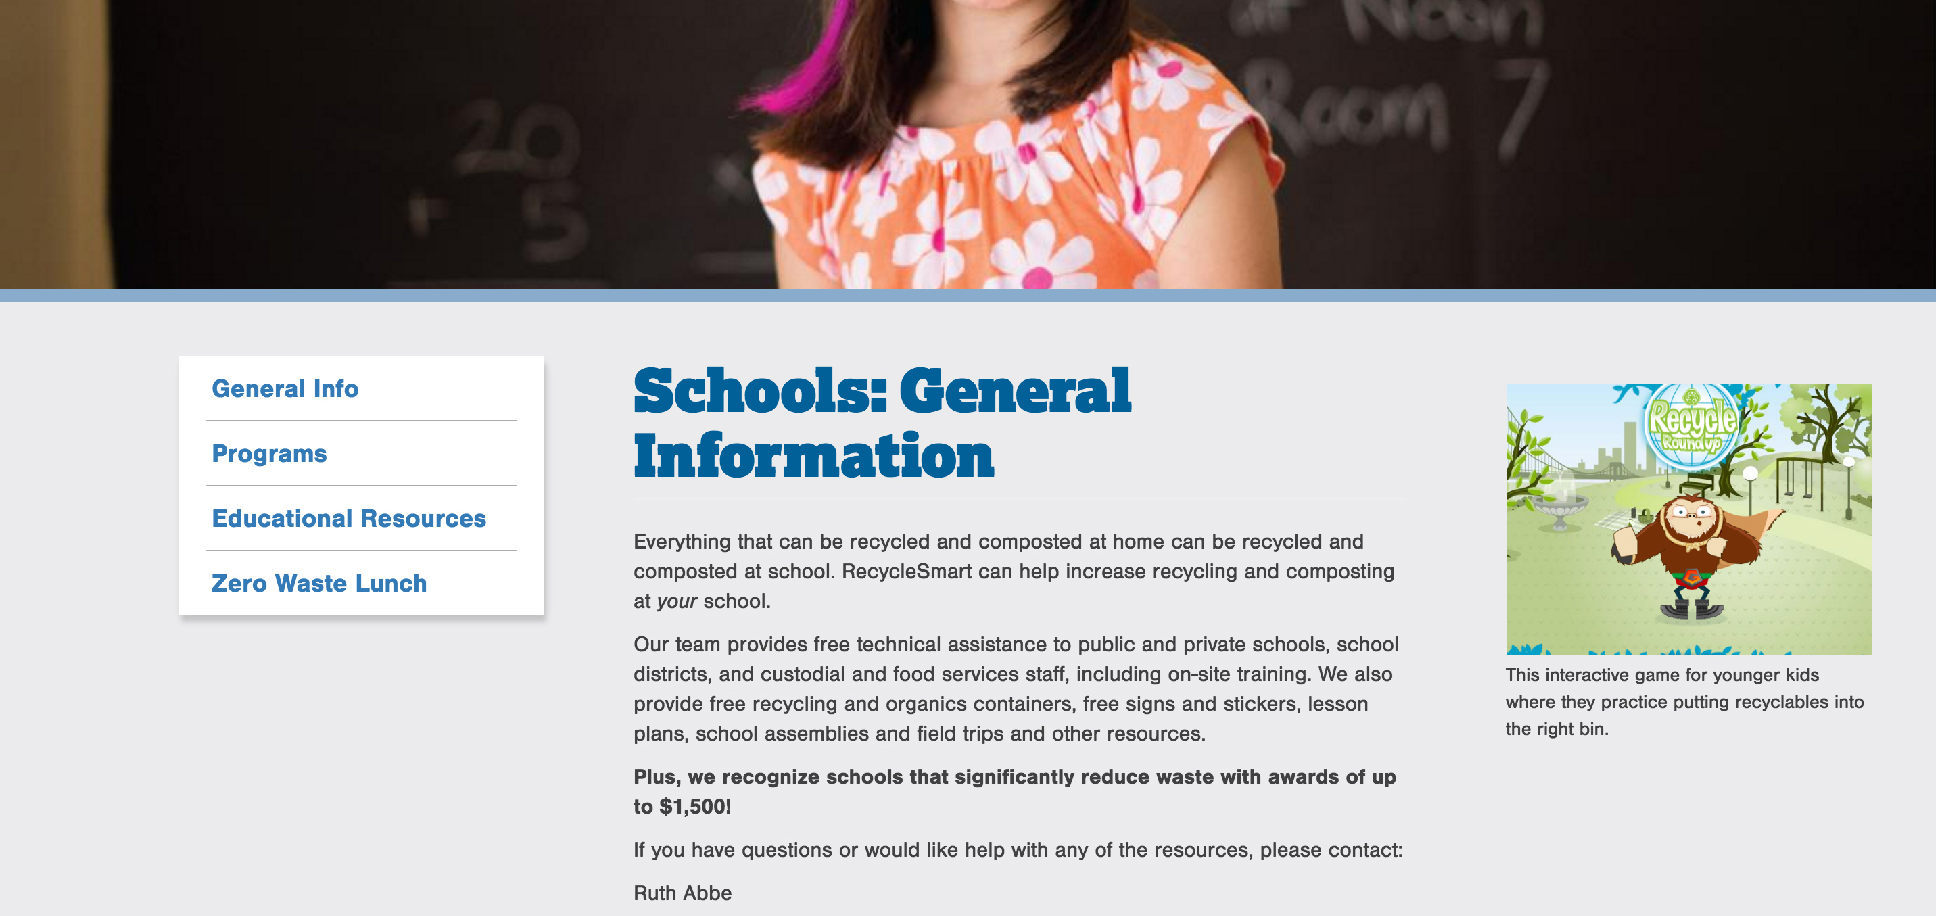 at Noon
Room 7
20
+ 5
General Info
Programs
Educational Resources
Zero Waste Lunch
Schools: General
Information
Everything that can be recycled and composted at home can be recycled and
composted at school. RecycleSmart can help increase recycling and composting
at your school.
Our team provides free technical assistance to public and private schools, school
districts, and custodial and food services staff, including on-site training. We also
provide free recycling and organics containers, free signs and stickers, lesson
plans, school assemblies and field trips and other resources.
Plus, we recognize schools that significantly reduce waste with awards of up
to $1,500!
If you have questions or would like help with any of the resources, please contact:
Ruth Abbe
Recycle
Roundup
This interactive game for younger kids
where they practice putting recyclables into
the right bin.